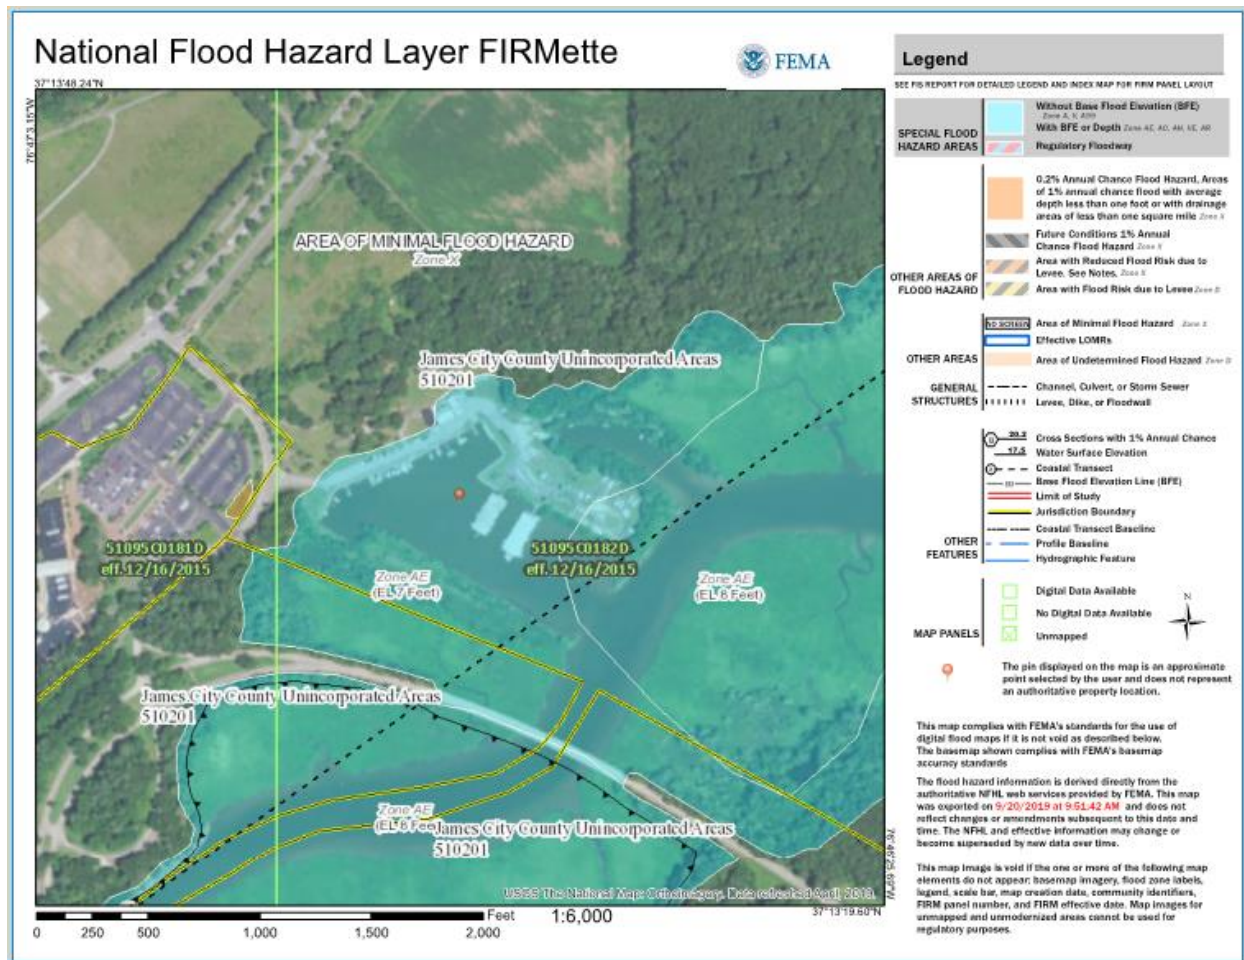 National Flood Hazard Layer FIRMette
FEMA
37°13'48.24"N
76°47'3.15"W
AREA OF MINIMAL FLOOD HAZARD
Zone X
James City County Unincorporated Areas
510201
51095C0181D
eff.12/16/2015
51095C0182D
eff.12/16/2015
Zone AE
(EL 7 Feet)
Zone AE
(EL 6 Feet)
James City County Unincorporated Areas
510201
Zone AE
(EL 6 Feet)
James City County Unincorporated Areas
510201
USGS The National Map: Orthoimagery. Data refreshed April, 2019.
37°13'19.60"N
Feet
1:6,000
0 250 500 1,000 1,500 2,000
Legend
SEE FIS REPORT FOR DETAILED LEGEND AND INDEX MAP FOR FIRM PANEL LAYOUT
SPECIAL FLOOD
HAZARD AREAS
Without Base Flood Elevation (BFE)
Zone A, V, A99
With BFE or Depth Zone AE, AO, AH, VE, AR
Regulatory Floodway
OTHER AREAS OF
FLOOD HAZARD
0.2% Annual Chance Flood Hazard, Areas
of 1% annual chance flood with average
depth less than one foot or with drainage
areas of less than one square mile Zone X
Future Conditions 1% Annual
Chance Flood Hazard Zone X
Area with Reduced Flood Risk due to
Levee. See Notes. Zone X
Area with Flood Risk due to Levee Zone D
OTHER AREAS
NO SCREEN Area of Minimal Flood Hazard Zone X
Effective LOMRs
Area of Undetermined Flood Hazard Zone D
GENERAL
STRUCTURES
Channel, Culvert, or Storm Sewer
Levee, Dike, or Floodwall
OTHER
FEATURES
20.2 Cross Sections with 1% Annual Chance
17.5 Water Surface Elevation
Coastal Transect
Base Flood Elevation Line (BFE)
Limit of Study
Jurisdiction Boundary
Coastal Transect Baseline
Profile Baseline
Hydrographic Feature
MAP PANELS
Digital Data Available
No Digital Data Available
Unmapped
N
The pin displayed on the map is an approximate
point selected by the user and does not represent
an authoritative property location.
This map complies with FEMA's standards for the use of
digital flood maps if it is not void as described below.
The basemap shown complies with FEMA's basemap
accuracy standards
The flood hazard information is derived directly from the
authoritative NFHL web services provided by FEMA. This map
was exported on 9/20/2019 at 9:51:42 AM and does not
reflect changes or amendments subsequent to this date and
time. The NFHL and effective information may change or
become superseded by new data over time.
This map image is void if the one or more of the following map
elements do not appear: basemap imagery, flood zone labels,
legend, scale bar, map creation date, community identifiers,
FIRM panel number, and FIRM effective date. Map images for
unmapped and unmodernized areas cannot be used for
regulatory purposes.